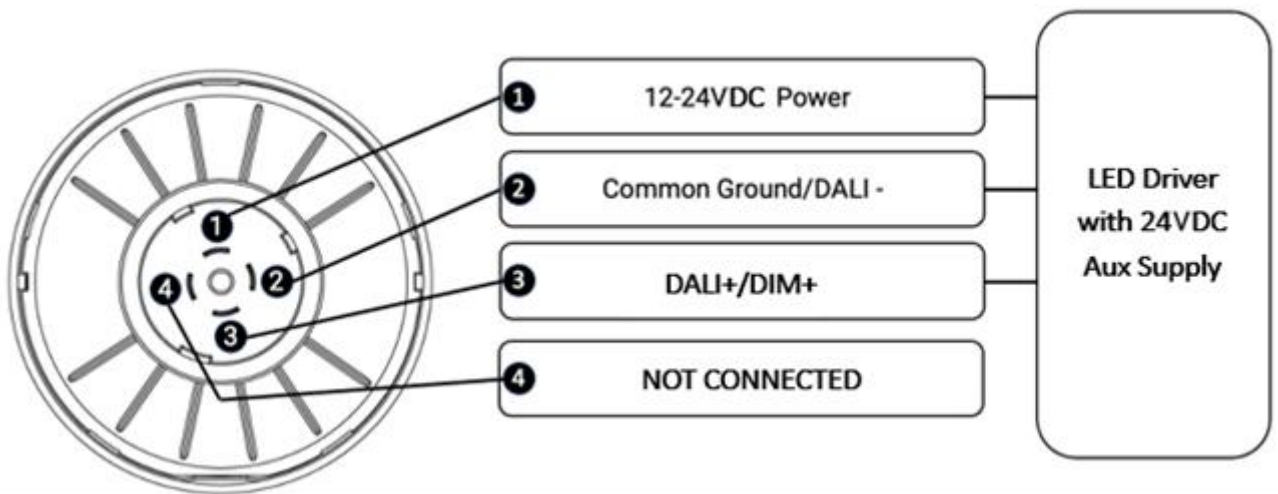 1
2
3
4
1 12-24VDC Power
2 Common Ground/DALI -
3 DALI+/DIM+
4 NOT CONNECTED
LED Driver
with 24VDC
Aux Supply